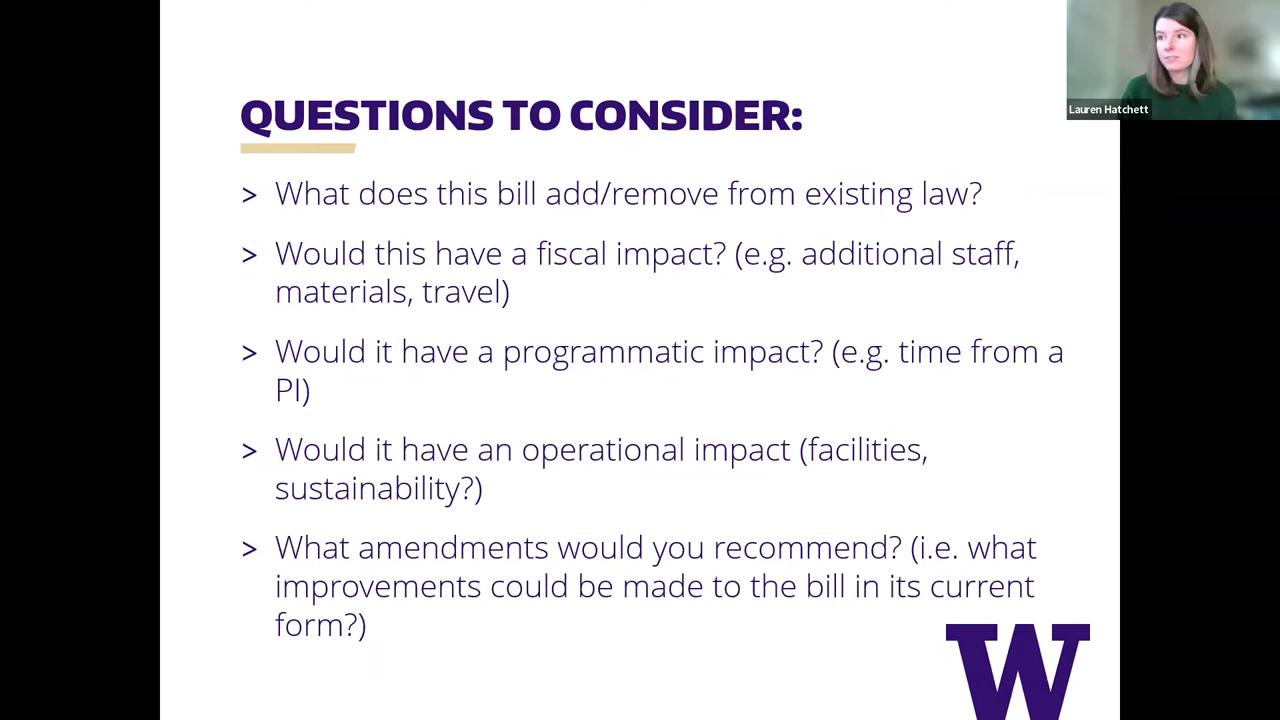 QUESTIONS TO CONSIDER:
> What does this bill add/remove from existing law?
> Would this have a fiscal impact? (e.g. additional staff,
materials, travel)
> Would it have a programmatic impact? (e.g. time from a
PI)
> Would it have an operational impact (facilities,
sustainability?)
> What amendments would you recommend? (i.e. what
improvements could be made to the bill in its current
form?)
W
Lauren Hatchett